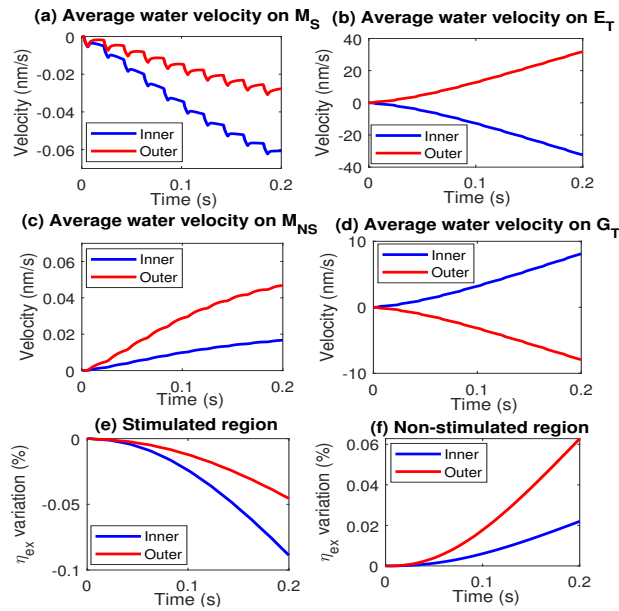 (a) Average water velocity on M_S
Velocity (nm/s)
0
-0.02
-0.04
-0.06
Inner
Outer
0
0.1
0.2
Time (s)
(b) Average water velocity on E_T
Velocity (nm/s)
40
20
0
-20
-40
Inner
Outer
0
0.1
0.2
Time (s)
(c) Average water velocity on M_NS
Velocity (nm/s)
0.06
0.04
0.02
0
Inner
Outer
0
0.1
0.2
Time (s)
(d) Average water velocity on G_T
Velocity (nm/s)
10
0
-10
Inner
Outer
0
0.1
0.2
Time (s)
(e) Stimulated region
η_ex variation (%)
0
-0.05
-0.1
Inner
Outer
0
0.1
0.2
Time (s)
(f) Non-stimulated region
η_ex variation (%)
0.06
0.04
0.02
0
Inner
Outer
0
0.1
0.2
Time (s)